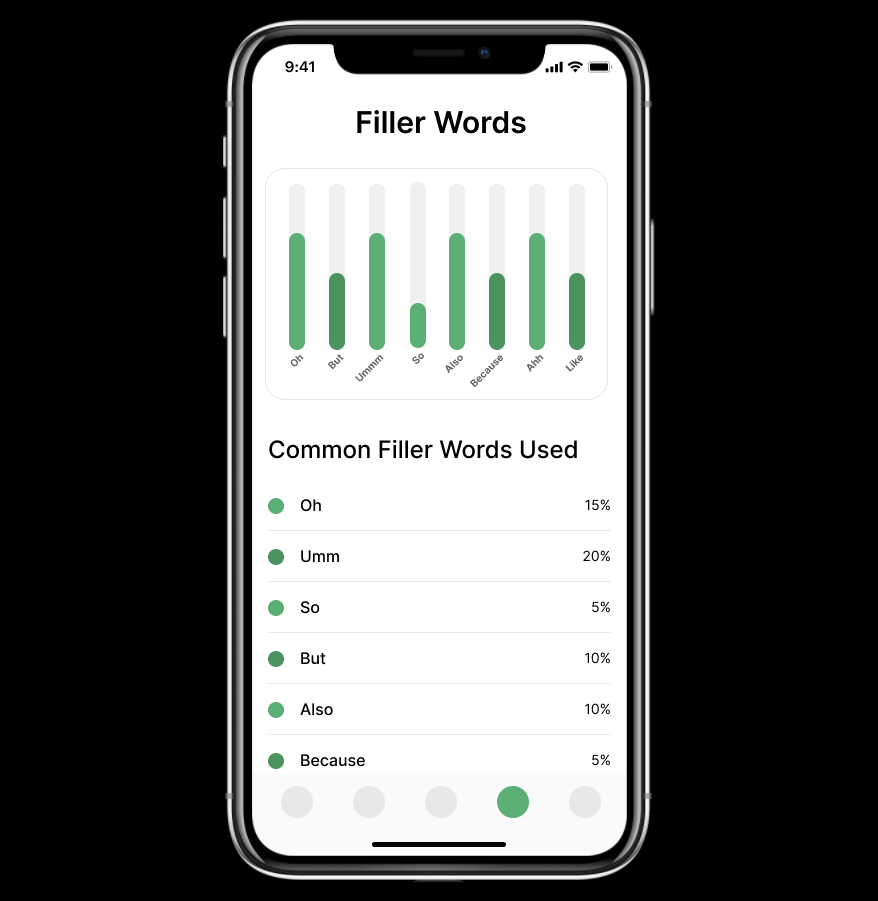 9:41
Filler Words
Oh
But
Ummm
So
Also
Because
Ahh
Like
Common Filler Words Used
Oh 15%
Umm 20%
So 5%
But 10%
Also 10%
Because 5%